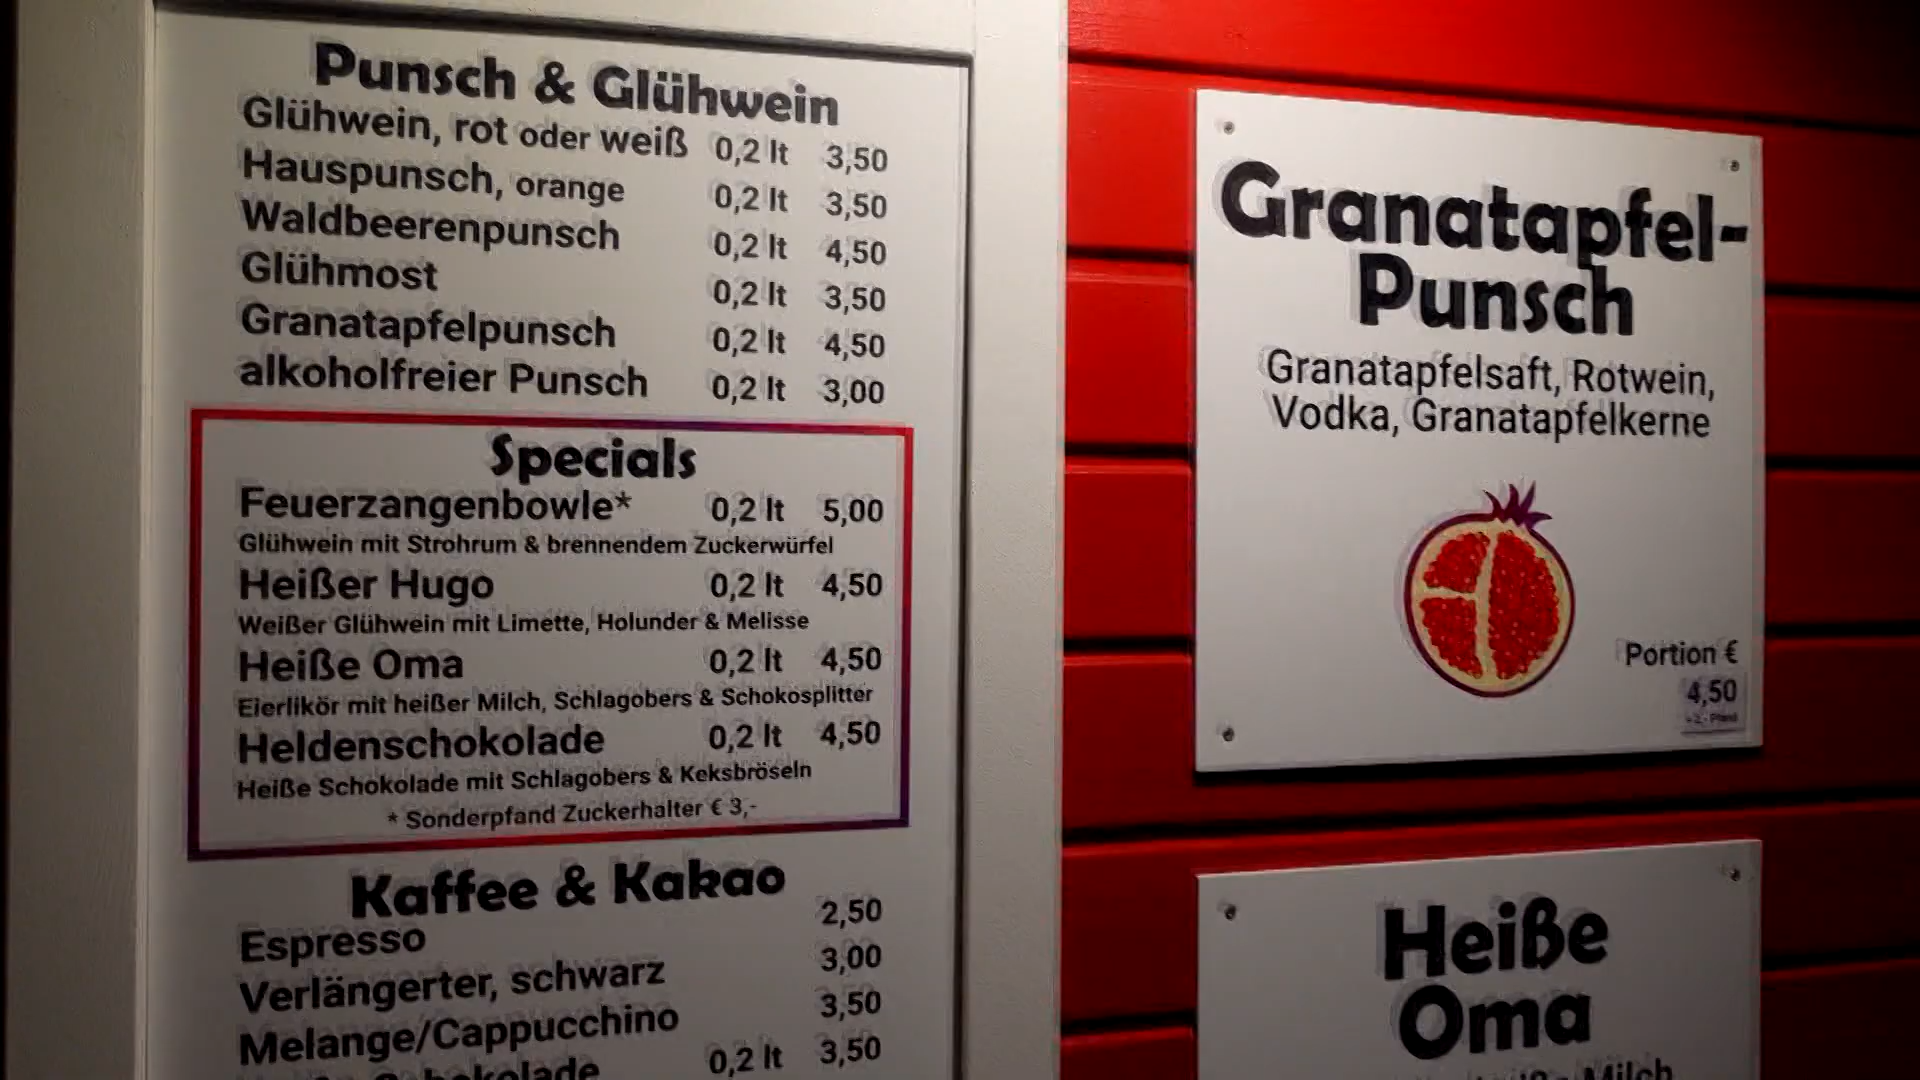 Punsch & Glühwein
Glühwein, rot oder weiß 0,2 lt 3,50
Hauspunsch, orange 0,2 lt 3,50
Waldbeerenpunsch 0,2 lt 4,50
Glühmost 0,2 lt 3,50
Granatapfelpunsch 0,2 lt 4,50
alkoholfreier Punsch 0,2 lt 3,00
Specials
Feuerzangenbowle* 0,2 lt 5,00
Glühwein mit Strohrum & brennendem Zuckerwürfel
Heißer Hugo 0,2 lt 4,50
Weißer Glühwein mit Limette, Holunder & Melisse
Heiße Oma 0,2 lt 4,50
Eierlikör mit heißer Milch, Schlagobers & Schokosplitter
Heldenschokolade 0,2 lt 4,50
Heiße Schokolade mit Schlagobers & Keksbröseln
* Sonderpfand Zuckerhalter € 3,-
Kaffee & Kakao
Espresso 2,50
Verlängerter, schwarz 3,00
Melange/Cappucchino 3,50
0,2 lt 3,50
Granatapfel-
Punsch
Granatapfelsaft, Rotwein,
Vodka, Granatapfelkerne
Portion €
4,50
Heiße
Oma
Milch